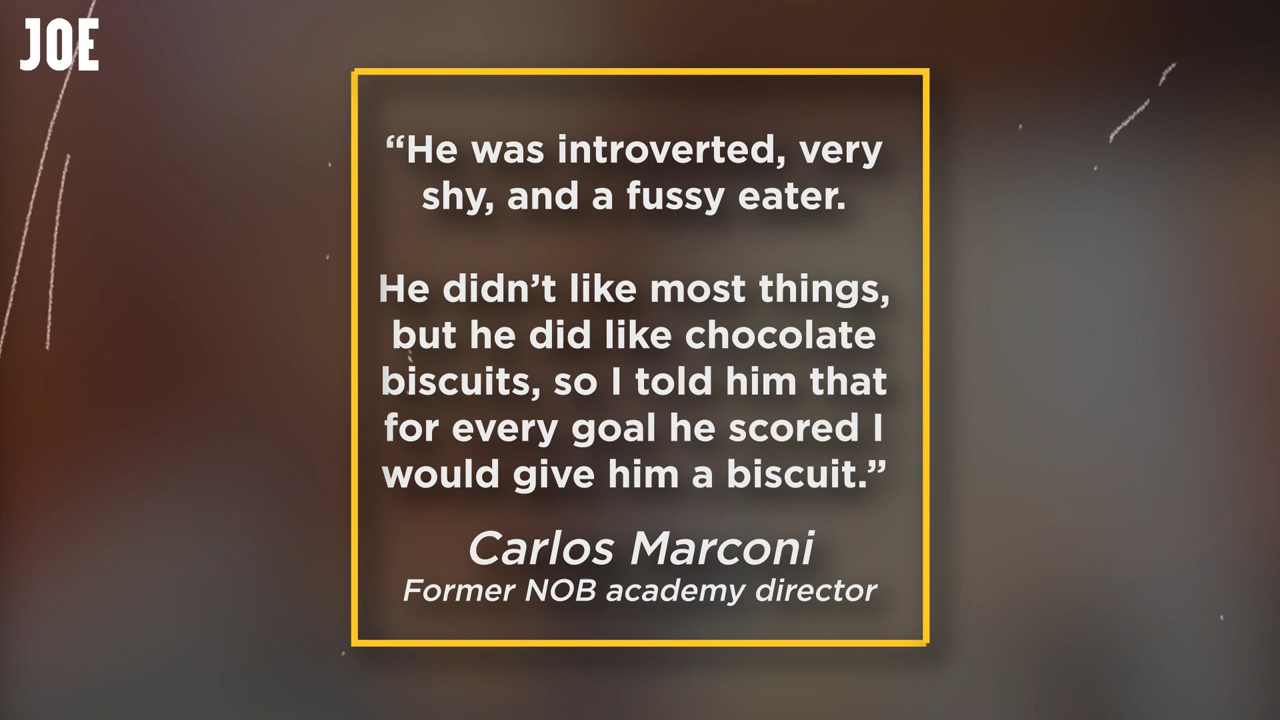 JOE
“He was introverted, very
shy, and a fussy eater.
He didn’t like most things,
but he did like chocolate
biscuits, so I told him that
for every goal he scored I
would give him a biscuit.”
Carlos Marconi
Former NOB academy director